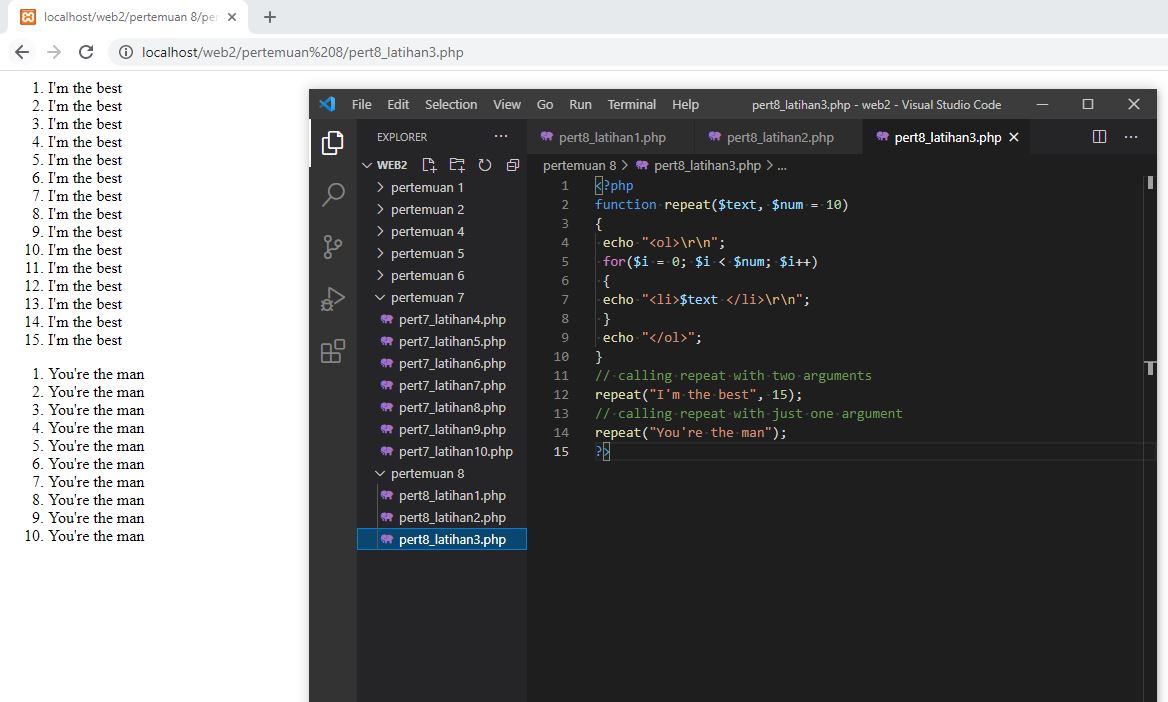 localhost/web2/pertemuan 8/per
localhost/web2/pertemuan%208/pert8_latihan3.php
1. I'm the best
2. I'm the best
3. I'm the best
4. I'm the best
5. I'm the best
6. I'm the best
7. I'm the best
8. I'm the best
9. I'm the best
10. I'm the best
11. I'm the best
12. I'm the best
13. I'm the best
14. I'm the best
15. I'm the best
1. You're the man
2. You're the man
3. You're the man
4. You're the man
5. You're the man
6. You're the man
7. You're the man
8. You're the man
9. You're the man
10. You're the man
File Edit Selection View Go Run Terminal Help pert8_latihan3.php - web2 - Visual Studio Code
EXPLORER ...
WEB2
pertemuan 1
pertemuan 2
pertemuan 4
pertemuan 5
pertemuan 6
pertemuan 7
pert7_latihan4.php
pert7_latihan5.php
pert7_latihan6.php
pert7_latihan7.php
pert7_latihan8.php
pert7_latihan9.php
pert7_latihan10.php
pertemuan 8
pert8_latihan1.php
pert8_latihan2.php
pert8_latihan3.php
pert8_latihan1.php pert8_latihan2.php pert8_latihan3.php
pertemuan 8 > pert8_latihan3.php > ...
1 <?php
2 function repeat($text, $num = 10)
3 {
4 echo "<ol>\r\n";
5 for($i = 0; $i < $num; $i++)
6 {
7 echo "<li>$text </li>\r\n";
8 }
9 echo "</ol>";
10 }
11 // calling repeat with two arguments
12 repeat("I'm the best", 15);
13 // calling repeat with just one argument
14 repeat("You're the man");
15 ?>